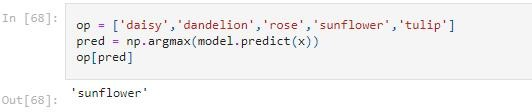 In [68]:
op = ['daisy','dandelion','rose','sunflower','tulip']
pred = np.argmax(model.predict(x))
op[pred]
Out[68]: 'sunflower'